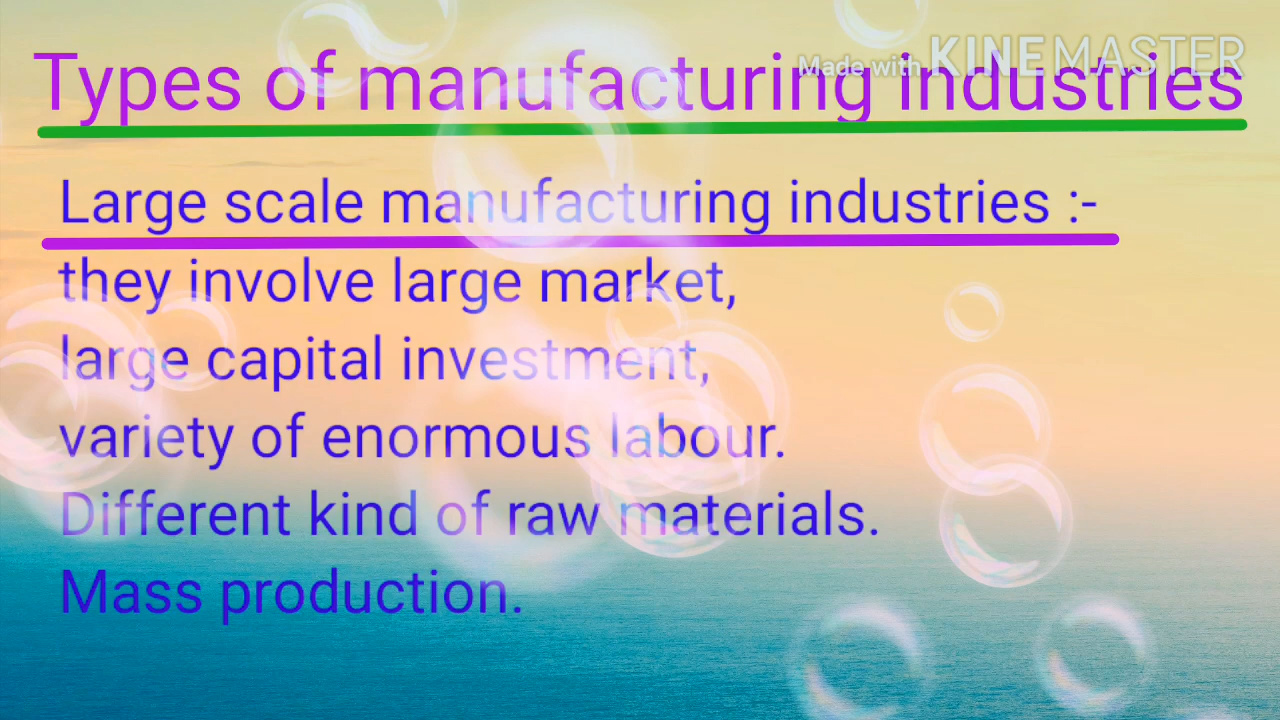 Made with KINEMASTER
Types of manufacturing industries
Large scale manufacturing industries :-
they involve large market,
large capital investment,
variety of enormous labour.
Different kind of raw materials.
Mass production.